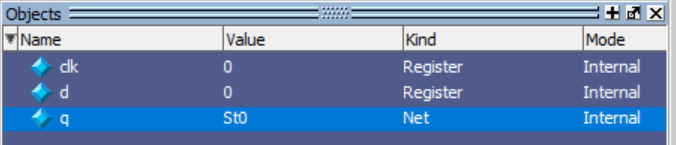 Objects
Name Value Kind Mode
clk 0 Register Internal
d 0 Register Internal
q St0 Net Internal